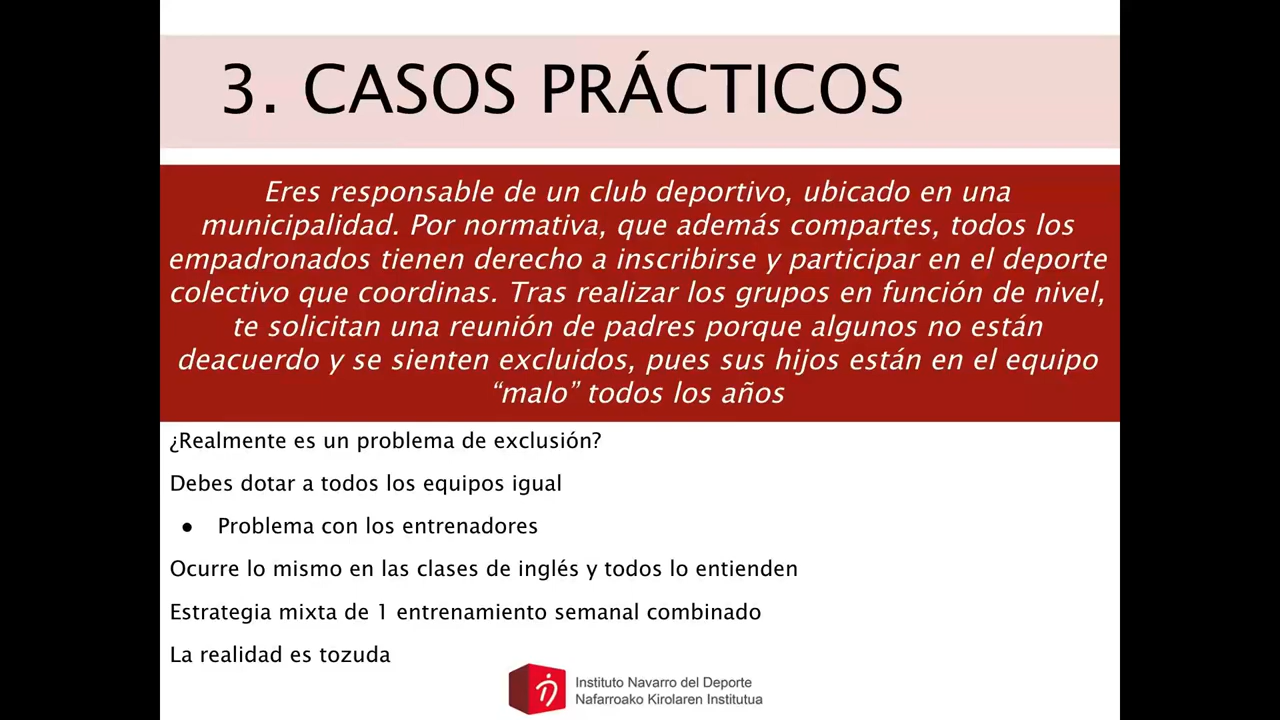 3. CASOS PRÁCTICOS
Eres responsable de un club deportivo, ubicado en una
municipalidad. Por normativa, que además compartes, todos los
empadronados tienen derecho a inscribirse y participar en el deporte
colectivo que coordinas. Tras realizar los grupos en función de nivel,
te solicitan una reunión de padres porque algunos no están
deacuerdo y se sienten excluidos, pues sus hijos están en el equipo
“malo” todos los años
¿Realmente es un problema de exclusión?
Debes dotar a todos los equipos igual
● Problema con los entrenadores
Ocurre lo mismo en las clases de inglés y todos lo entienden
Estrategia mixta de 1 entrenamiento semanal combinado
La realidad es tozuda
Instituto Navarro del Deporte
Nafarroako Kirolaren Institutua